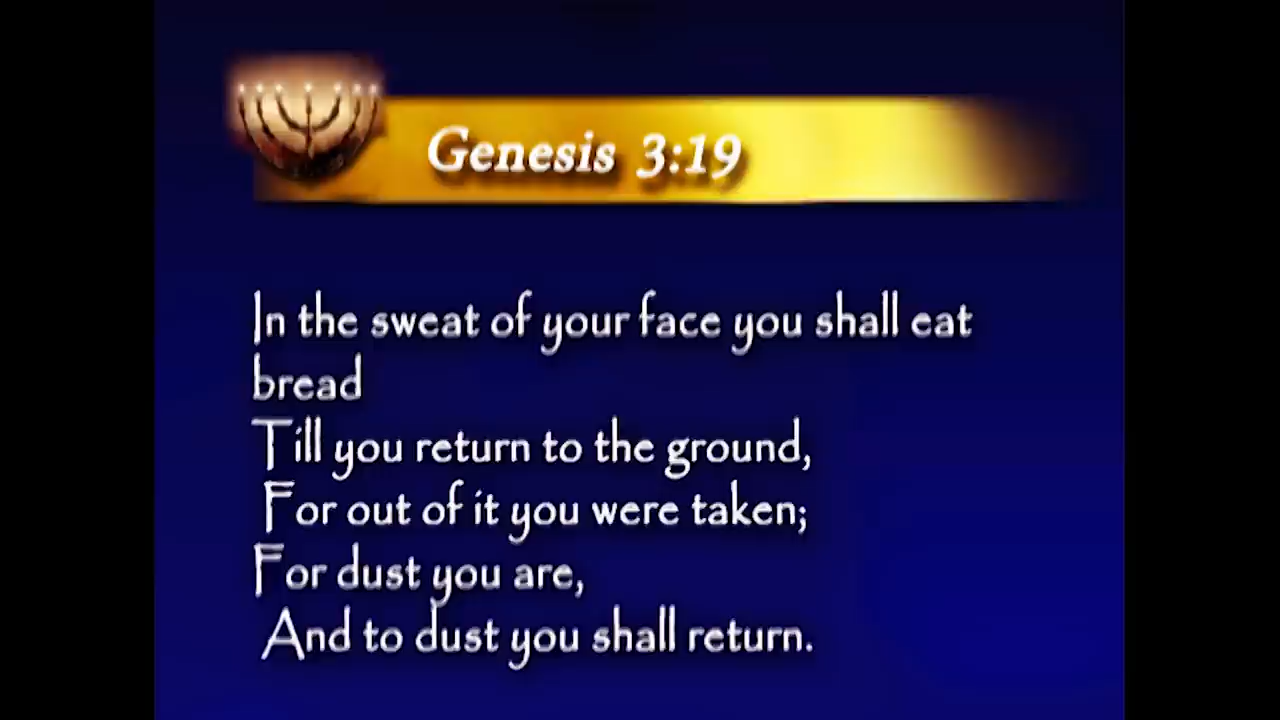 Genesis 3:19
In the sweat of your face you shall eat
bread
Till you return to the ground,
For out of it you were taken;
For dust you are,
And to dust you shall return.